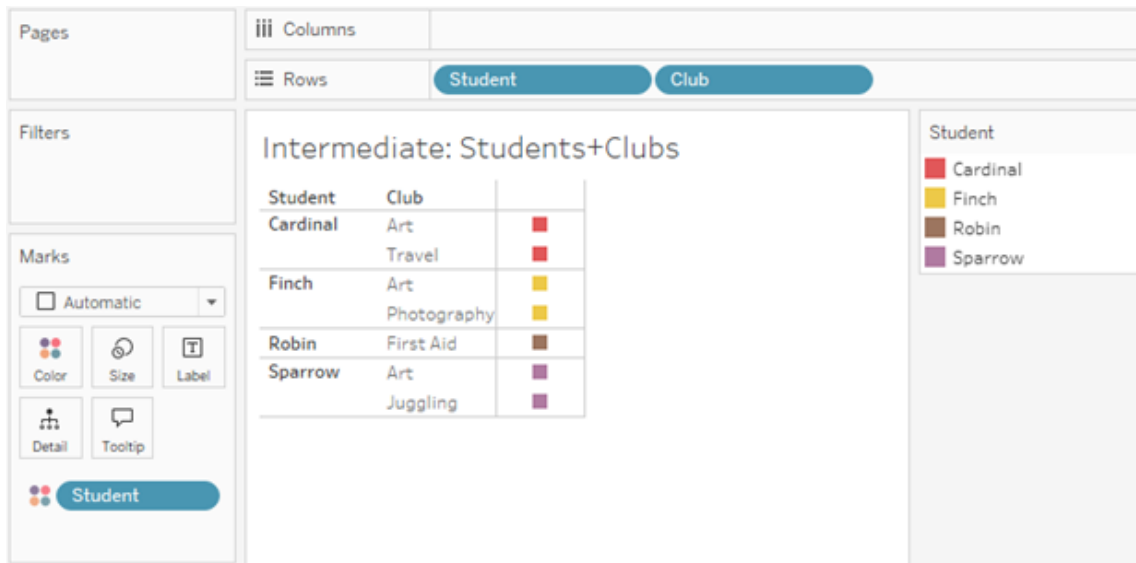 Pages
Columns
Rows Student Club
Filters
Intermediate: Students+Clubs
Student Club
Cardinal Art
Travel
Finch Art
Photography
Robin First Aid
Sparrow Art
Juggling
Student
Cardinal
Finch
Robin
Sparrow
Marks
Automatic
Color Size Label
Detail Tooltip
Student